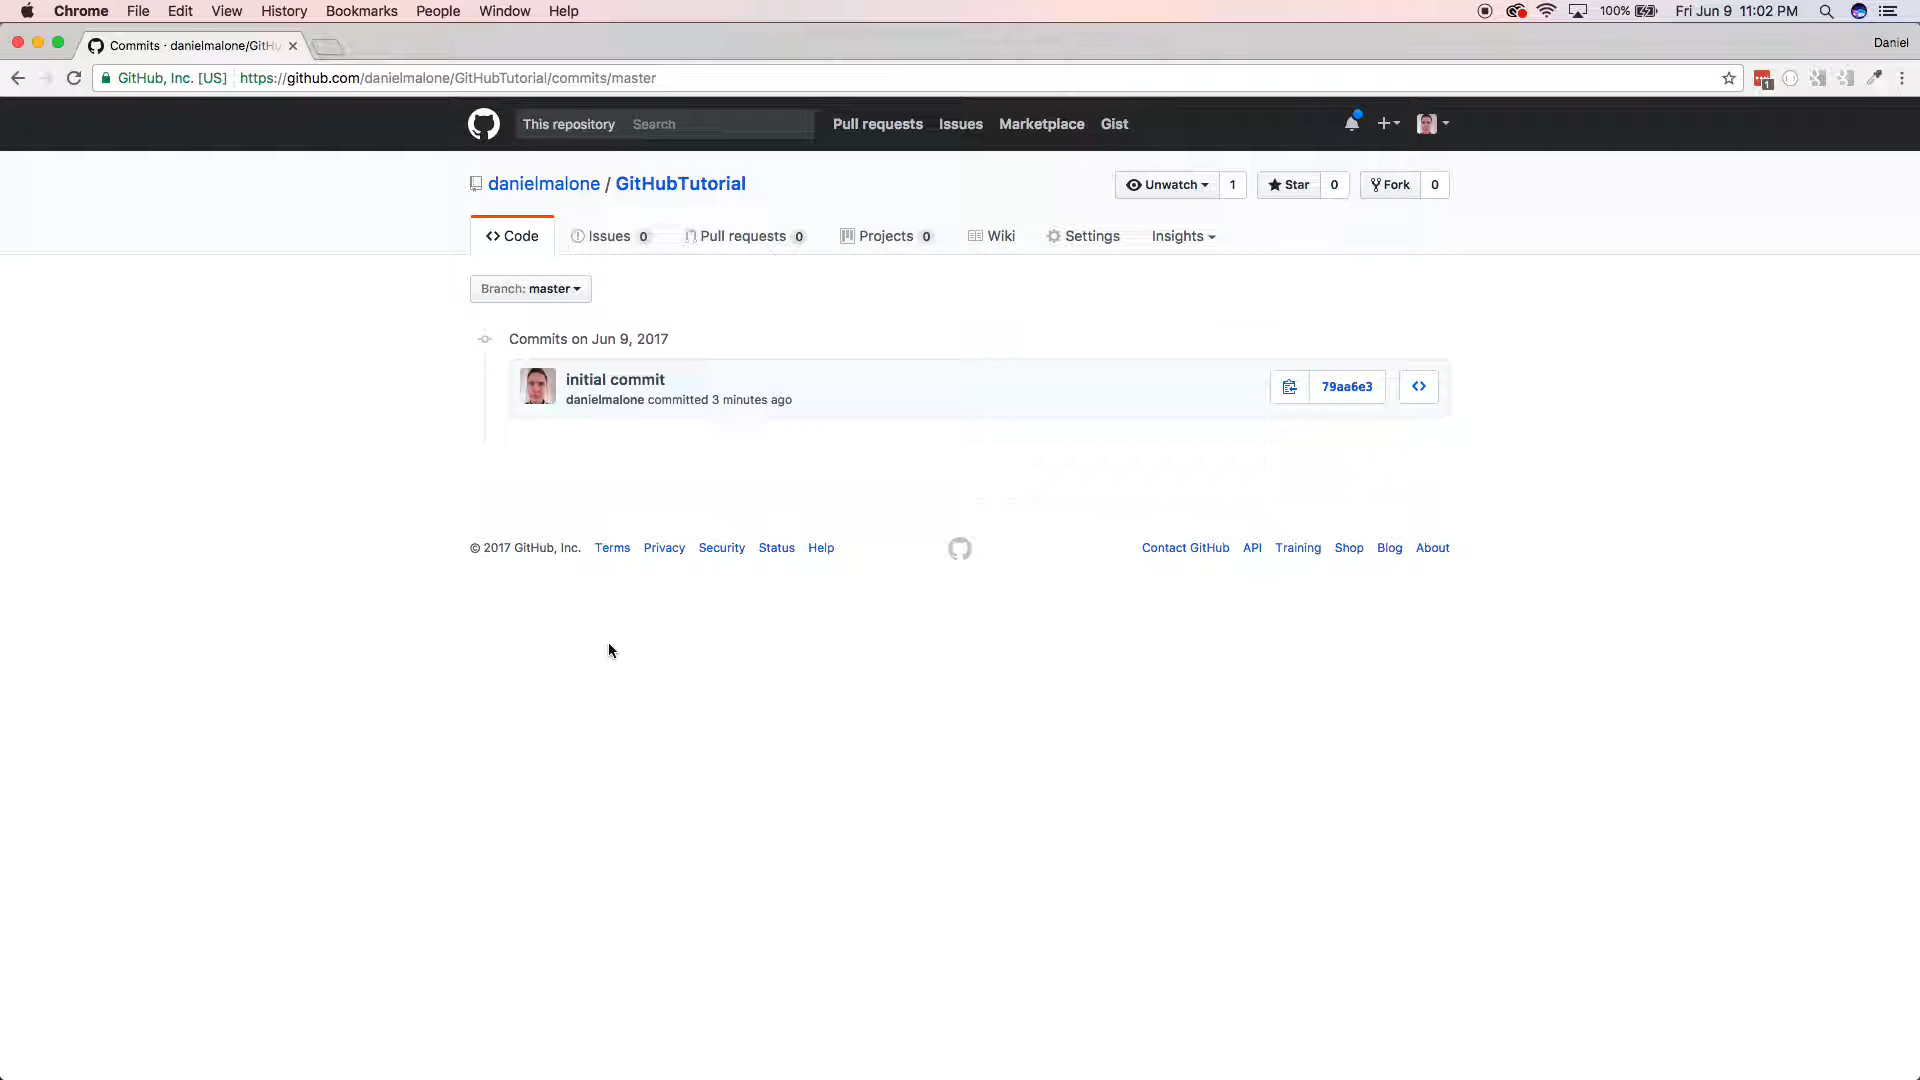 Chrome File Edit View History Bookmarks People Window Help 100% Fri Jun 9 11:02 PM
Commits · danielmalone/GitHu Daniel
GitHub, Inc. [US] https://github.com/danielmalone/GitHubTutorial/commits/master 1
This repository Search Pull requests Issues Marketplace Gist
danielmalone / GitHubTutorial Unwatch 1 Star 0 Fork 0
Code Issues 0 Pull requests 0 Projects 0 Wiki Settings Insights
Branch: master
Commits on Jun 9, 2017
initial commit
danielmalone committed 3 minutes ago
79aa6e3
© 2017 GitHub, Inc. Terms Privacy Security Status Help Contact GitHub API Training Shop Blog About